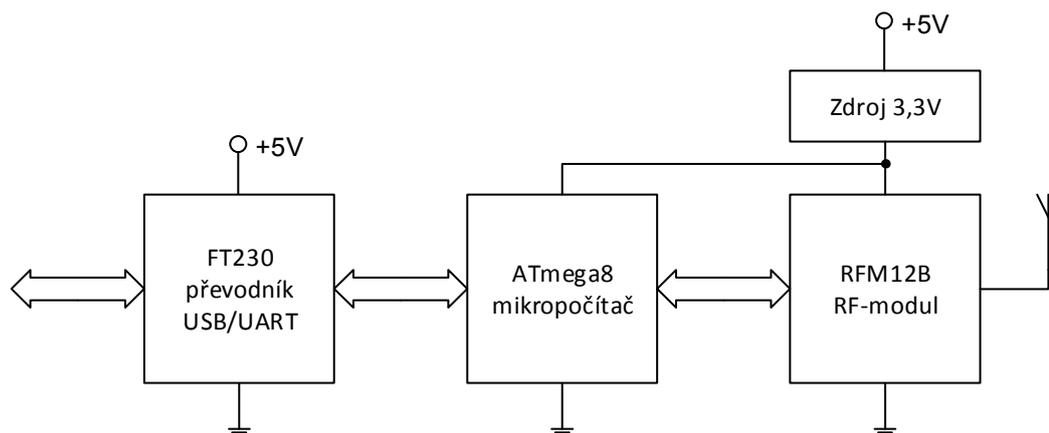 +5V
Zdroj 3,3V
+5V
FT230
převodník
USB/UART
ATmega8
mikropočítač
RFM12B
RF-modul